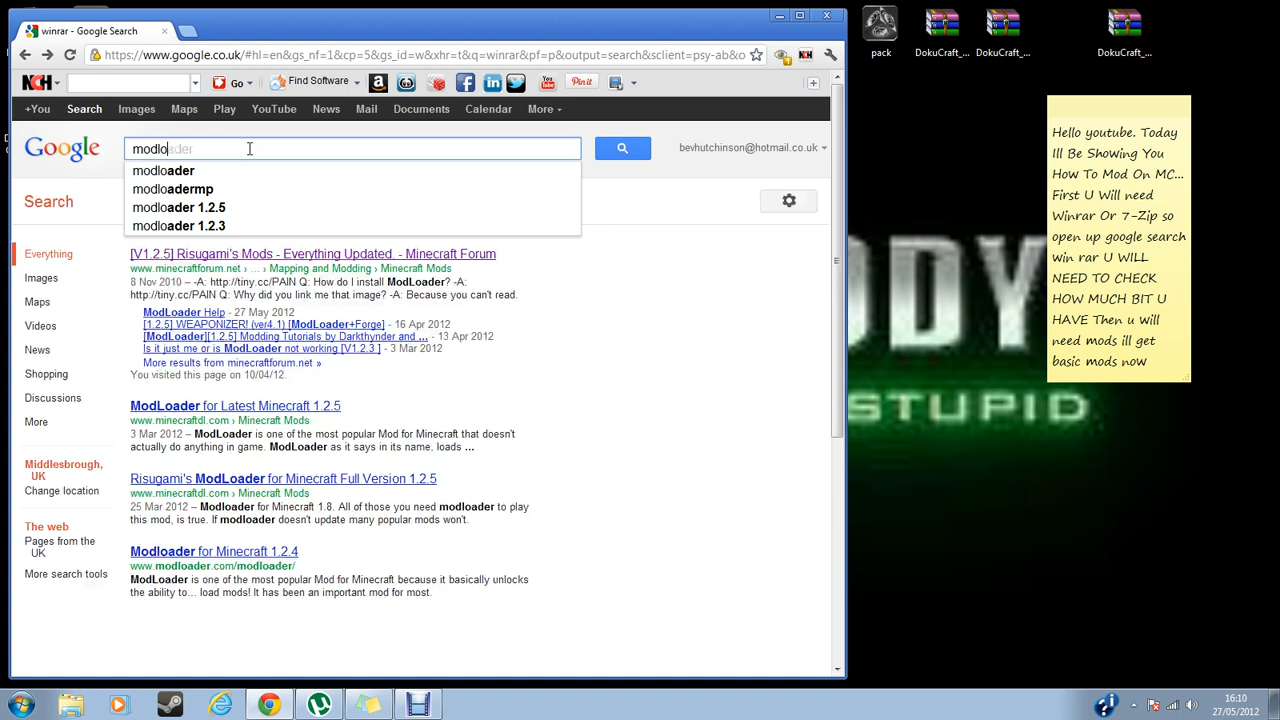 winrar - Google Search
pack
DokuCraft_...
DokuCraft_...
DokuCraft_...
https://www.google.co.uk/#hl=en&gs_nf=1&cp=5&gs_id=w&xhr=t&q=winrar&pf=p&output=search&sclient=psy-ab&o
NCH
Go
Find Software
Pin it
+You
Search
Images
Maps
Play
YouTube
News
Mail
Documents
Calendar
More
Google
modloader
bevhutchinson@hotmail.co.uk
modloader
modloadermp
modloader 1.2.5
modloader 1.2.3
Search
Everything
Images
Maps
Videos
News
Shopping
Discussions
More
Middlesbrough,
UK
Change location
The web
Pages from the
UK
More search tools
[V1.2.5] Risugami's Mods - Everything Updated. - Minecraft Forum
www.minecraftforum.net › ... › Mapping and Modding › Minecraft Mods
8 Nov 2010 – -A: http://tiny.cc/PAIN Q: How do I install ModLoader? -A:
http://tiny.cc/PAIN Q: Why did you link me that image? -A: Because you can't read.
ModLoader Help - 27 May 2012
[1.2.5] WEAPONIZER! (ver4.1) [ModLoader+Forge] - 16 Apr 2012
[ModLoader][1.2.5] Modding Tutorials by Darkthynder and ... - 13 Apr 2012
Is it just me or is ModLoader not working [V1.2.3 ] - 3 Mar 2012
More results from minecraftforum.net »
You visited this page on 10/04/12.
ModLoader for Latest Minecraft 1.2.5
www.minecraftdl.com › Minecraft Mods
3 Mar 2012 – ModLoader is one of the most popular Mod for Minecraft that doesn't
actually do anything in game. ModLoader as it says in its name, loads ...
Risugami's ModLoader for Minecraft Full Version 1.2.5
www.minecraftdl.com › Minecraft Mods
25 Mar 2012 – Modloader for Minecraft 1.8. All of those you need modloader to play
this mod, is true. If modloader doesn't update many popular mods won't.
Modloader for Minecraft 1.2.4
www.modloader.com/modloader/
ModLoader is one of the most popular Mod for Minecraft because it basically unlocks
the ability to... load mods! It has been an important mod for most.
Hello youtube. Today
Ill Be Showing You
How To Mod On MC...
First U Will need
Winrar Or 7-Zip so
open up google search
win rar U WILL
NEED TO CHECK
HOW MUCH BIT U
HAVE Then u will
need mods ill get
basic mods now
ODY
STUPID
16:10
27/05/2012